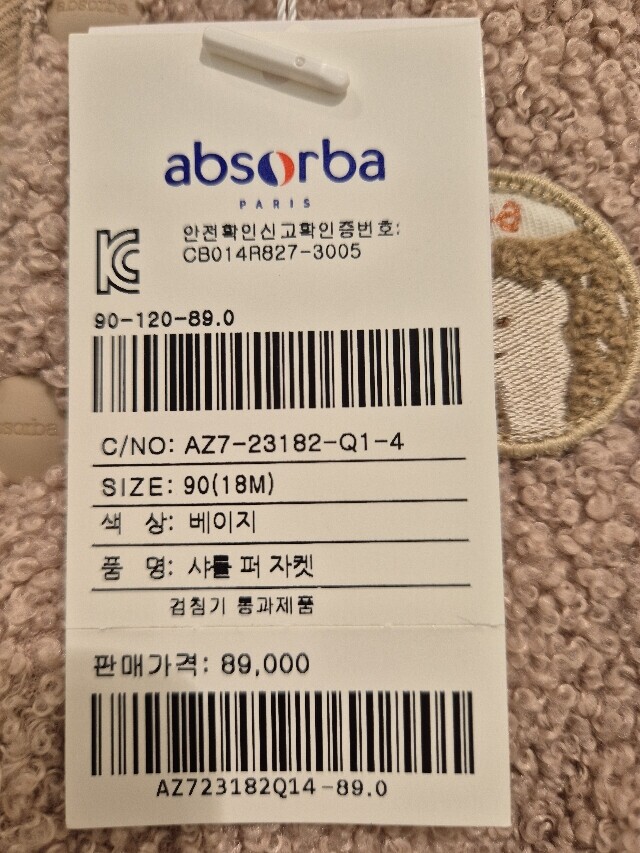 absorba
absorba
PARIS
안전확인신고확인증번호:
CB014R827-3005
90-120-89.0
C/NO: AZ7-23182-Q1-4
SIZE: 90(18M)
색 상: 베이지
품 명: 샤를 퍼 자켓
검침기 통과제품
판매가격: 89,000
AZ723182Q14-89.0